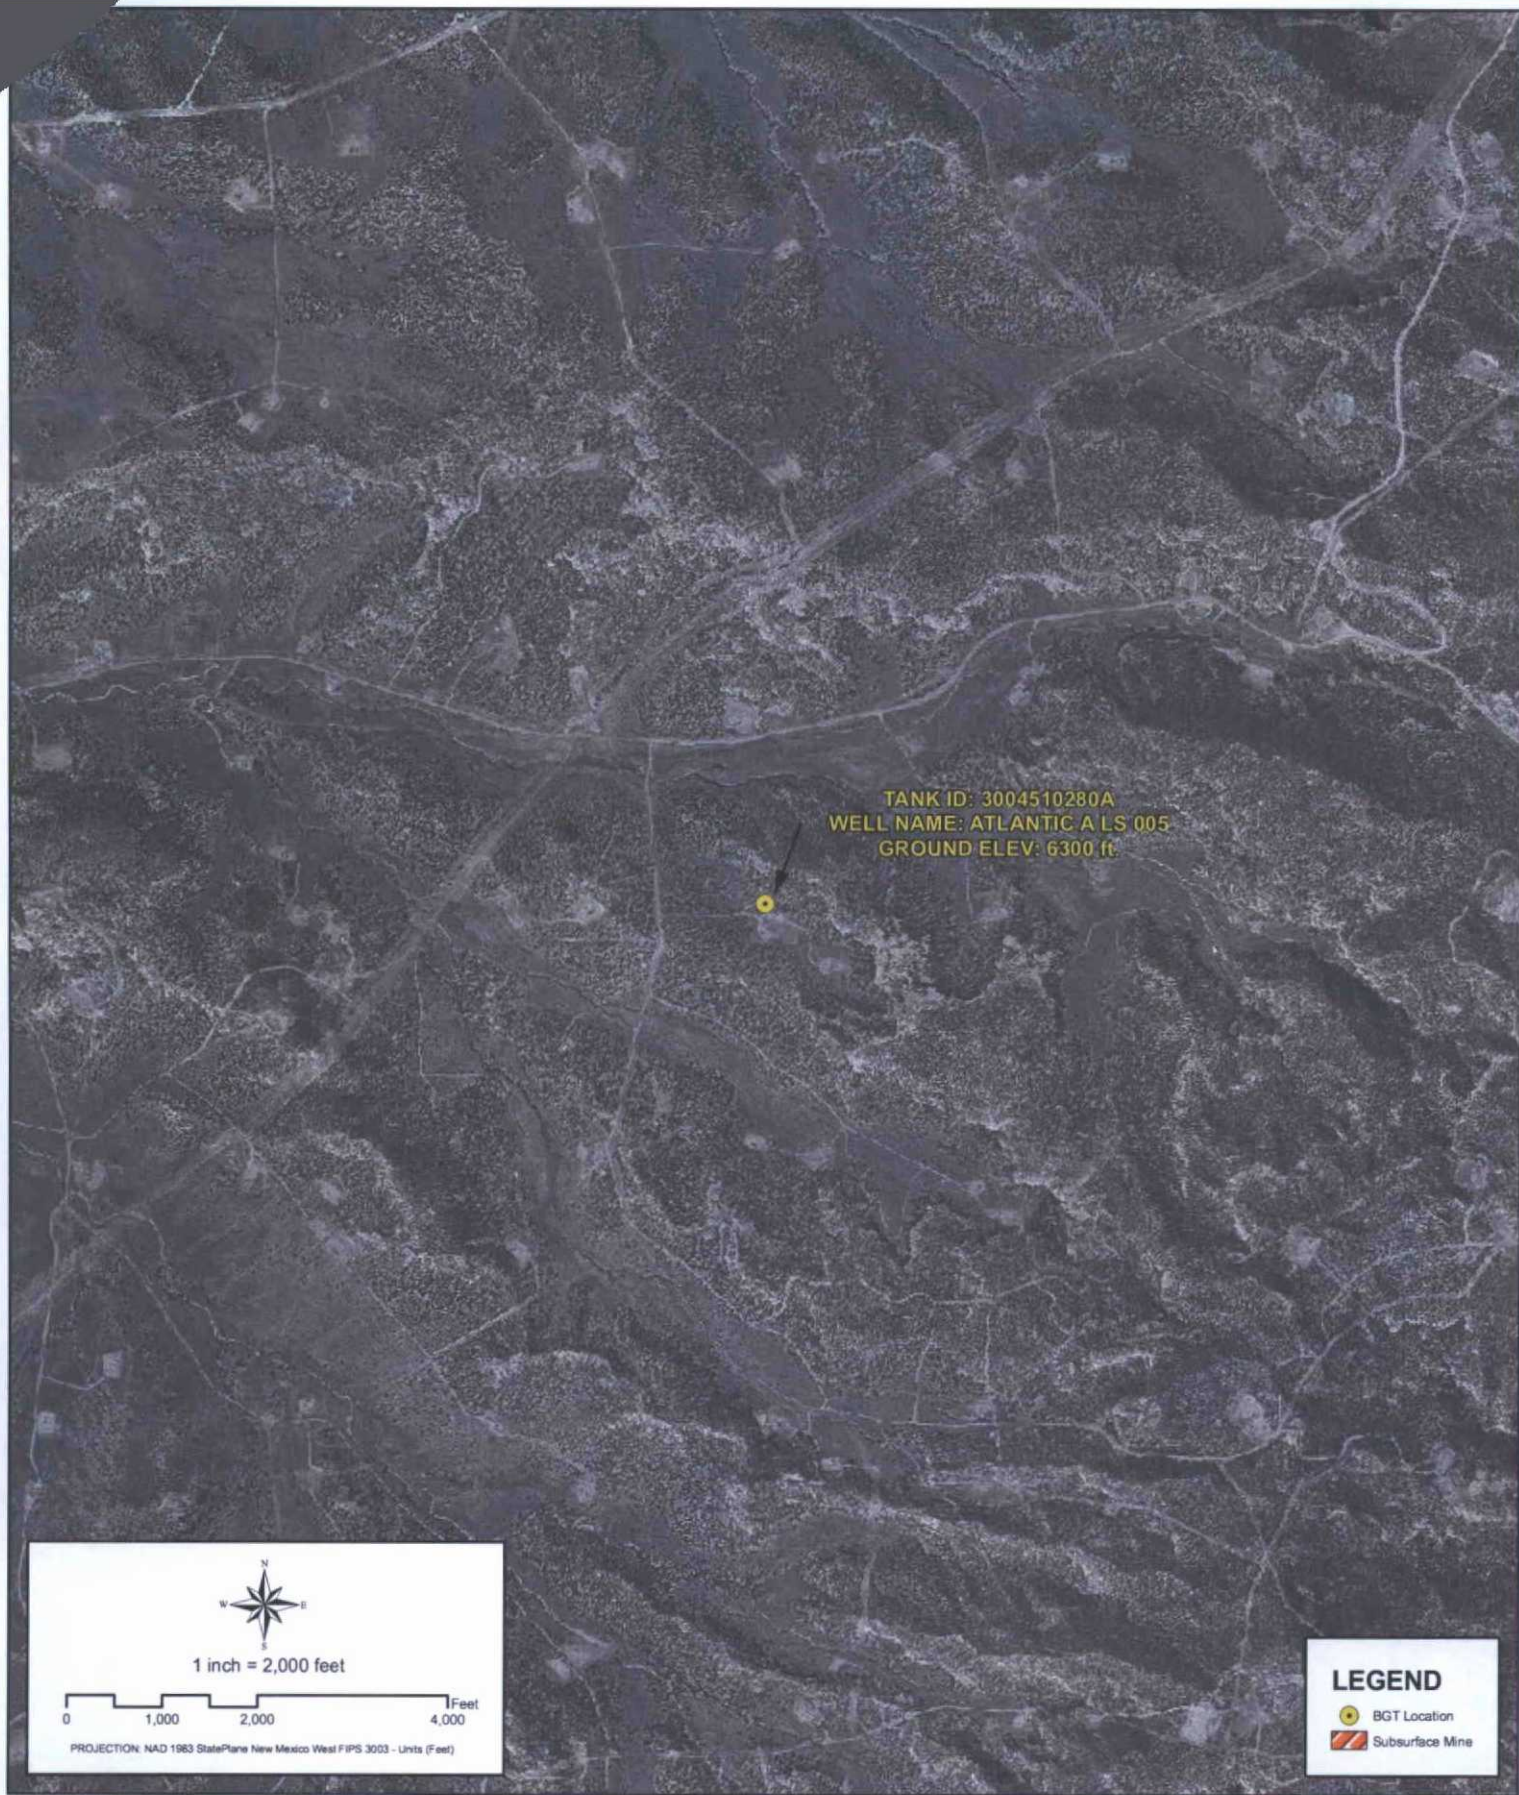 TANK ID: 3004510280A
WELL NAME: ATLANTIC A LS 005
GROUND ELEV: 6300 ft.
N
W E
S
1 inch = 2,000 feet
Feet
0 1,000 2,000 4,000
PROJECTION: NAD 1983 StatePlane New Mexico West FIPS 3003 - Units (Feet)
LEGEND
BGT Location
Subsurface Mine